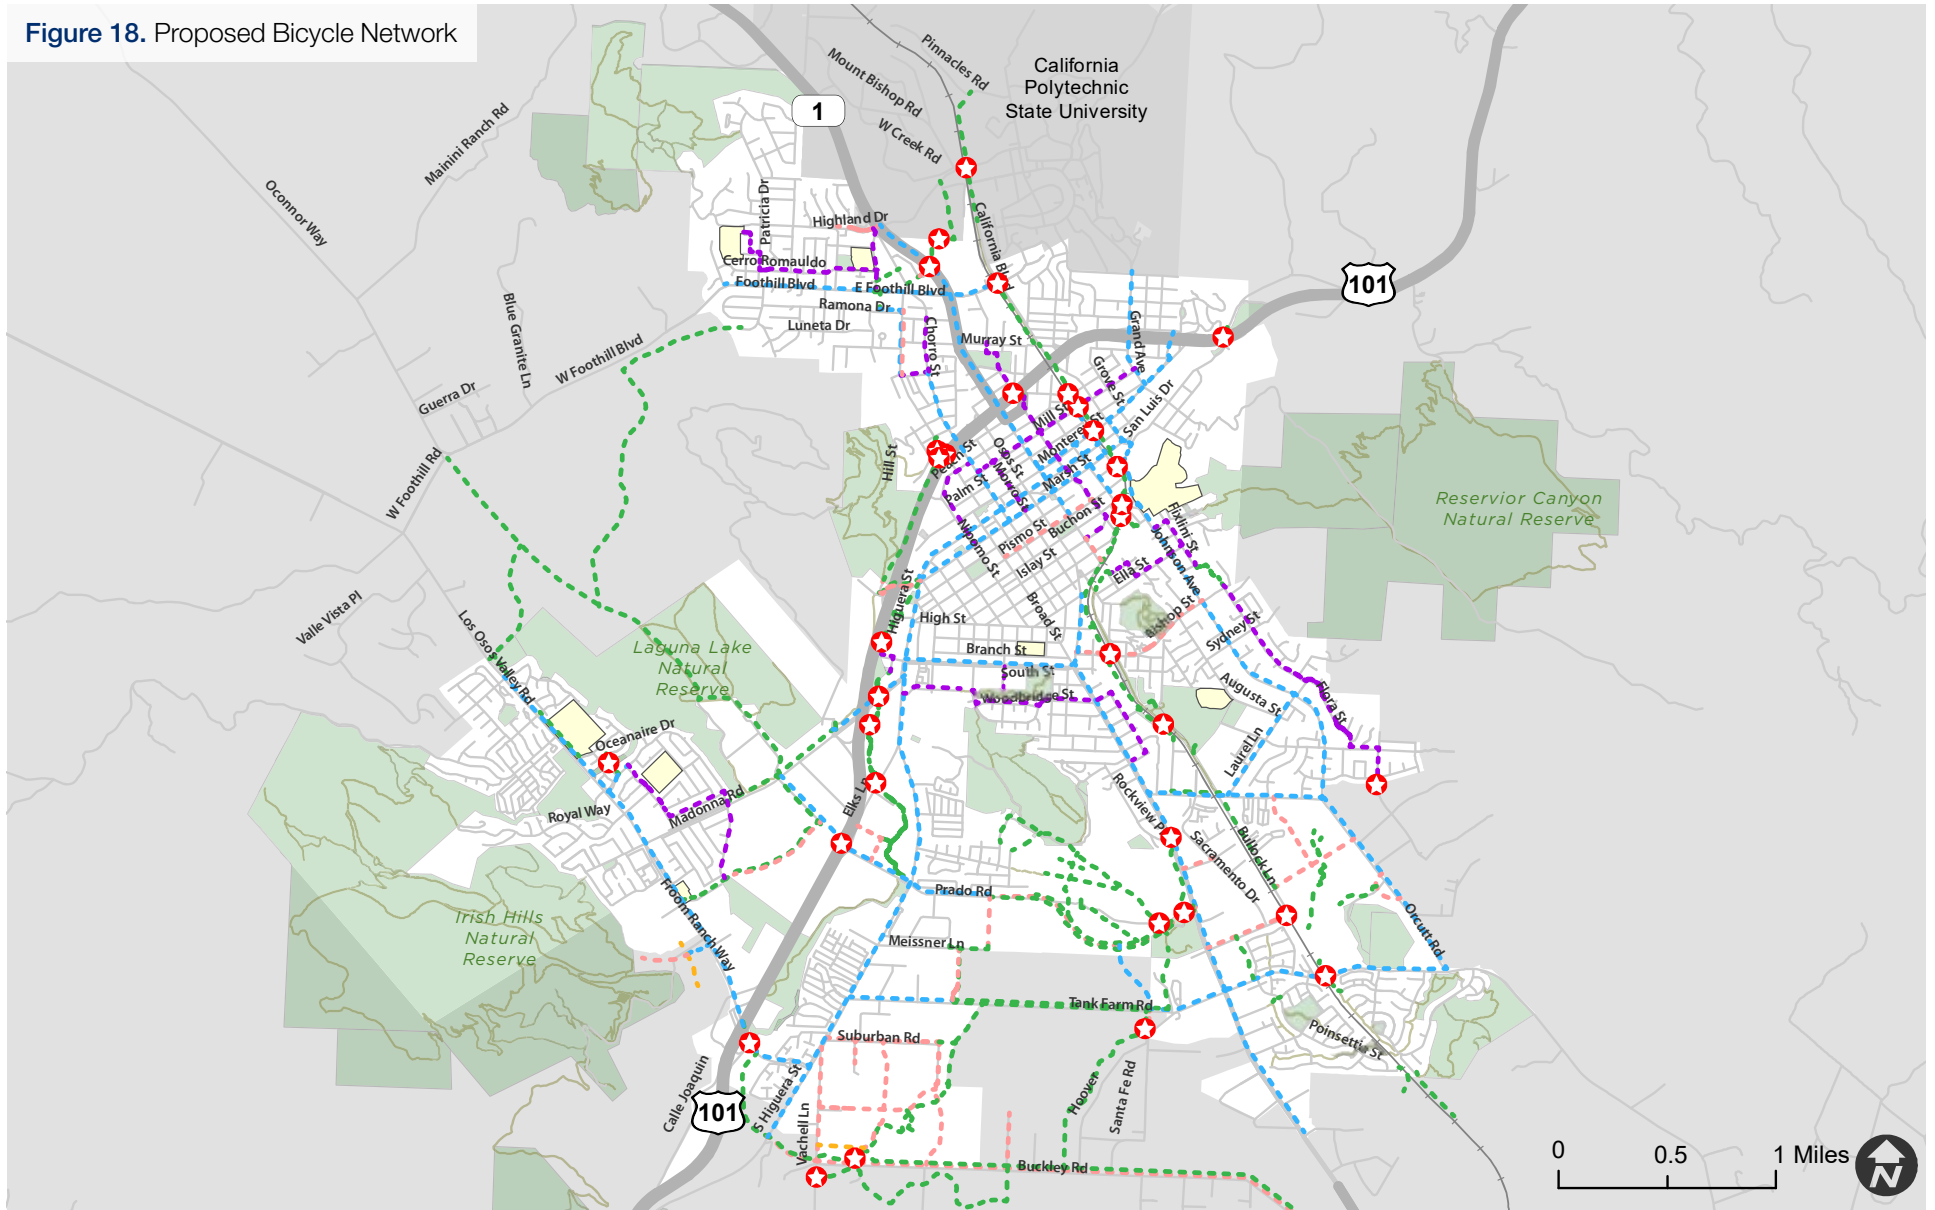 Figure 18. Proposed Bicycle Network
Pinnacles Rd
Mount Bishop Rd
California
Polytechnic
State University
1
W Creek Rd
Mainini Ranch Rd
Oconnor Way
Patricia Dr
Highland Dr
California Blvd
Cerro Romauldo
Foothill Blvd
E Foothill Blvd
101
Ramona Dr
Luneta Dr
Blue Granite Ln
Chorro St
Murray St
Grand Ave
Grove St
W Foothill Blvd
Guerra Dr
San Luis Dr
Mill St
Monterey St
Hill St
Peach St
Osos St
Marsh St
Morro St
Palm St
W Foothill Rd
Buchon St
Pismo St
Nipomo St
Islay St
Fixlini St
Johnson Ave
Reservior Canyon
Natural Reserve
Ella St
Higuera St
Broad St
High St
Bishop St
Sydney St
Valle Vista Pl
Los Osos Valley Rd
Laguna Lake
Natural
Reserve
Branch St
South St
Woodbridge St
Augusta St
Flora St
Oceanaire Dr
Laurel Ln
Royal Way
Madonna Rd
Elks Ln
Rockview Pl
Sacramento Dr
Bullock Ln
Froom Ranch Way
Prado Rd
Irish Hills
Natural
Reserve
Meissner Ln
Orcutt Rd
Tank Farm Rd
Suburban Rd
Poinsettia St
Calle Joaquin
101
S Higuera St
Vachell Ln
Hoover
Santa Fe Rd
Buckley Rd
0 0.5 1 Miles
N